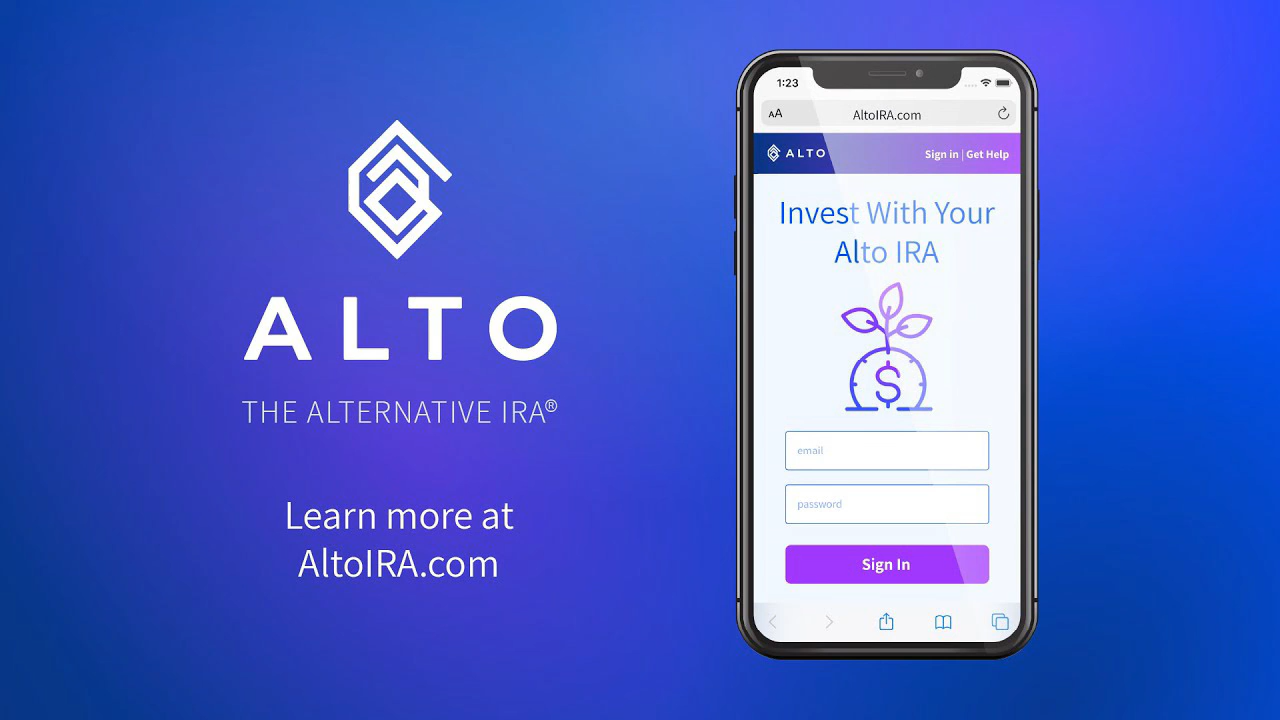 ALTO
THE ALTERNATIVE IRA®
Learn more at
AltoIRA.com
1:23
AA
AltoIRA.com
ALTO
Sign in | Get Help
Invest With Your
Alto IRA
$
email
password
Sign In